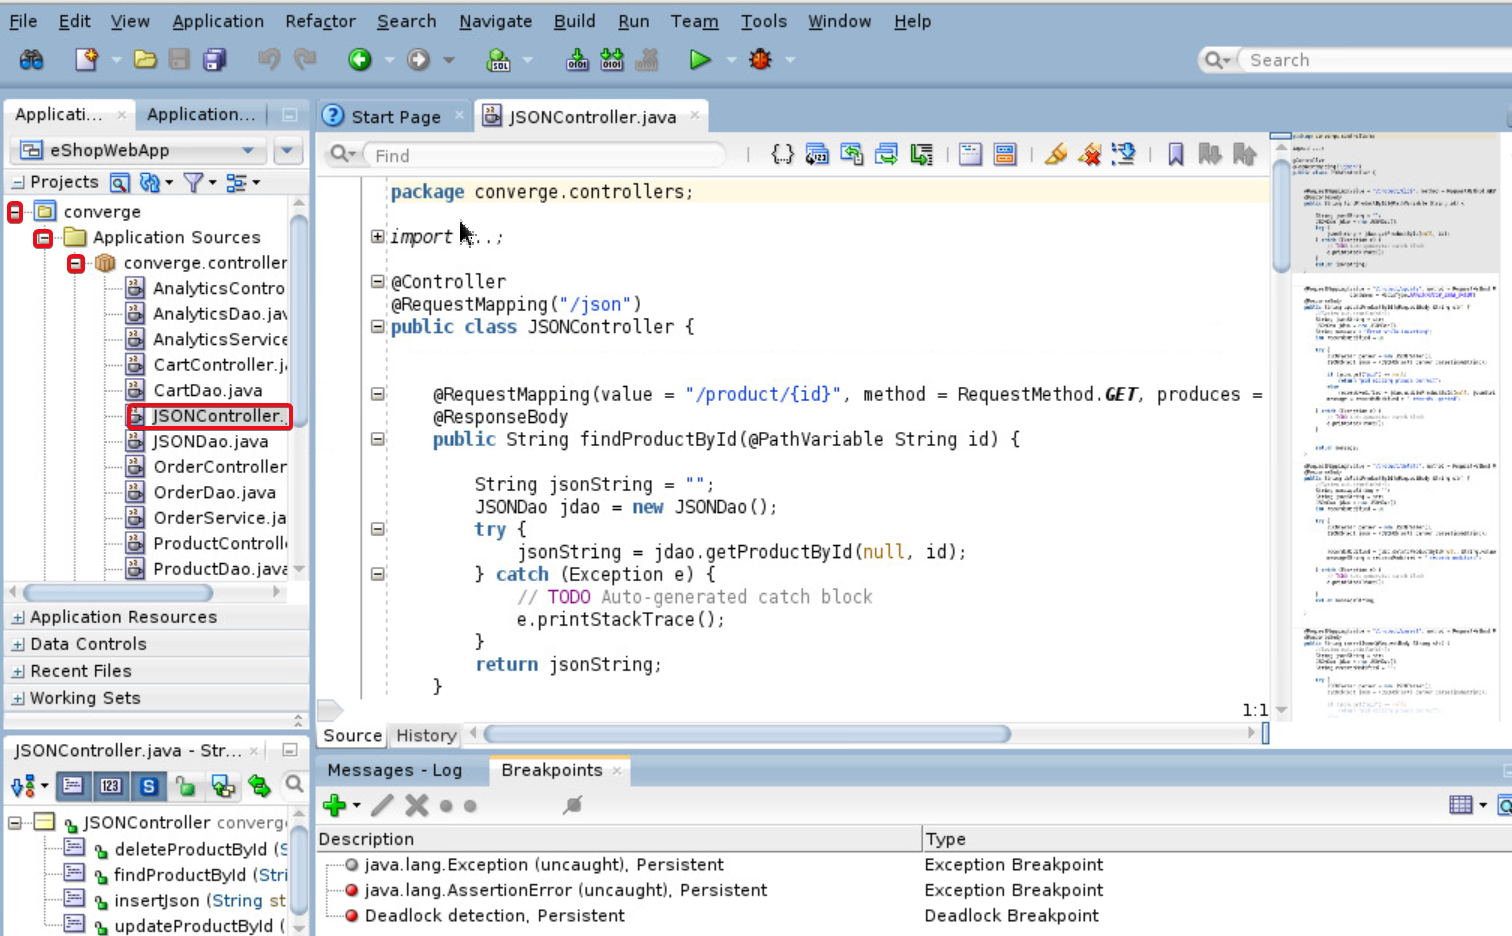 File Edit View Application Refactor Search Navigate Build Run Team Tools Window Help
Search
Applicati... Application...
eShopWebApp
Projects
converge
Application Sources
converge.controller
AnalyticsContro
AnalyticsDao.jav
AnalyticsService
CartController.j
CartDao.java
JSONController.
JSONDao.java
OrderController
OrderDao.java
OrderService.ja
ProductControll
ProductDao.java
Application Resources
Data Controls
Recent Files
Working Sets
JSONController.java - Str...
123 S
JSONController converg
deleteProductById (S
findProductById (Stri
insertJson (String st
updateProductById (
Start Page JSONController.java
Find
package converge.controllers;
import ...;
@Controller
@RequestMapping("/json")
public class JSONController {
@RequestMapping(value = "/product/{id}", method = RequestMethod.GET, produces =
@ResponseBody
public String findProductById(@PathVariable String id) {
String jsonString = "";
JSONDao jdao = new JSONDao();
try {
jsonString = jdao.getProductById(null, id);
} catch (Exception e) {
// TODO Auto-generated catch block
e.printStackTrace();
}
return jsonString;
}
1:1
Source History
Messages - Log Breakpoints
Description Type
java.lang.Exception (uncaught), Persistent Exception Breakpoint
java.lang.AssertionError (uncaught), Persistent Exception Breakpoint
Deadlock detection, Persistent Deadlock Breakpoint